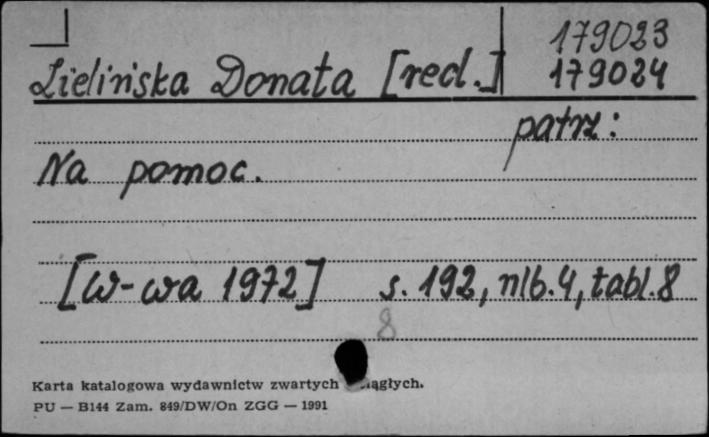 179023
Zielińska Donata [red.] 179024
patrz:
Na pomoc.
[W-wa 1972] s. 192, nlb. 4, tabl. 8
8
Karta katalogowa wydawnictw zwartych
PU — B144 Zam. 849/DW/On ZGG — 1991